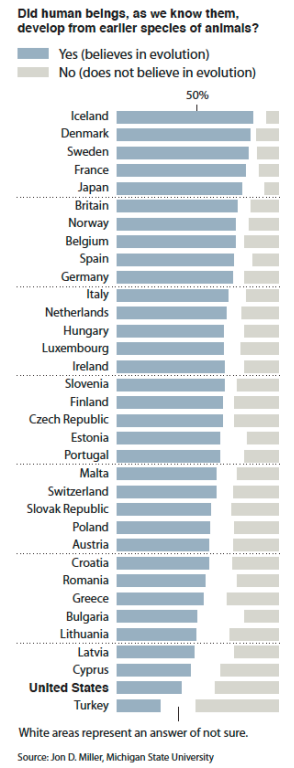 Did human beings, as we know them,
develop from earlier species of animals?
Yes (believes in evolution)
No (does not believe in evolution)
50%
Iceland
Denmark
Sweden
France
Japan
Britain
Norway
Belgium
Spain
Germany
Italy
Netherlands
Hungary
Luxembourg
Ireland
Slovenia
Finland
Czech Republic
Estonia
Portugal
Malta
Switzerland
Slovak Republic
Poland
Austria
Croatia
Romania
Greece
Bulgaria
Lithuania
Latvia
Cyprus
United States
Turkey
White areas represent an answer of not sure.
Source: Jon D. Miller, Michigan State University